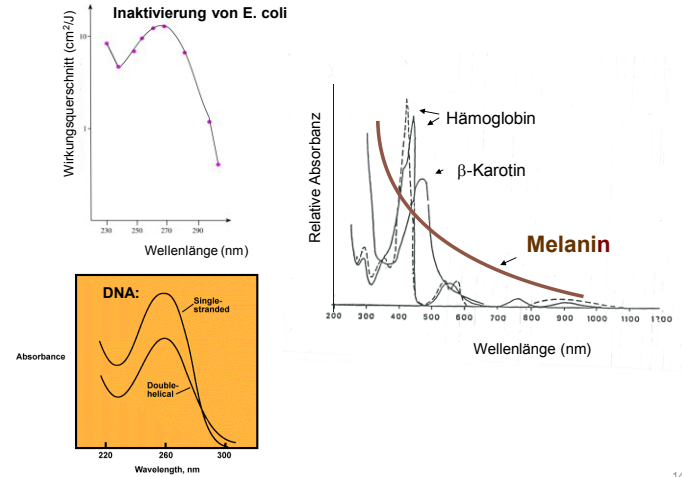 Inaktivierung von E. coli
Wirkungsquerschnitt (cm²/J)
10
1
230 250 270 290
Wellenlänge (nm)
DNA:
Single-
stranded
Double-
helical
Absorbance
220 260 300
Wavelength, nm
Relative Absorbanz
Hämoglobin
β-Karotin
Melanin
200 300 400 500 600 700 800 900 1000 1100
Wellenlänge (nm)
14